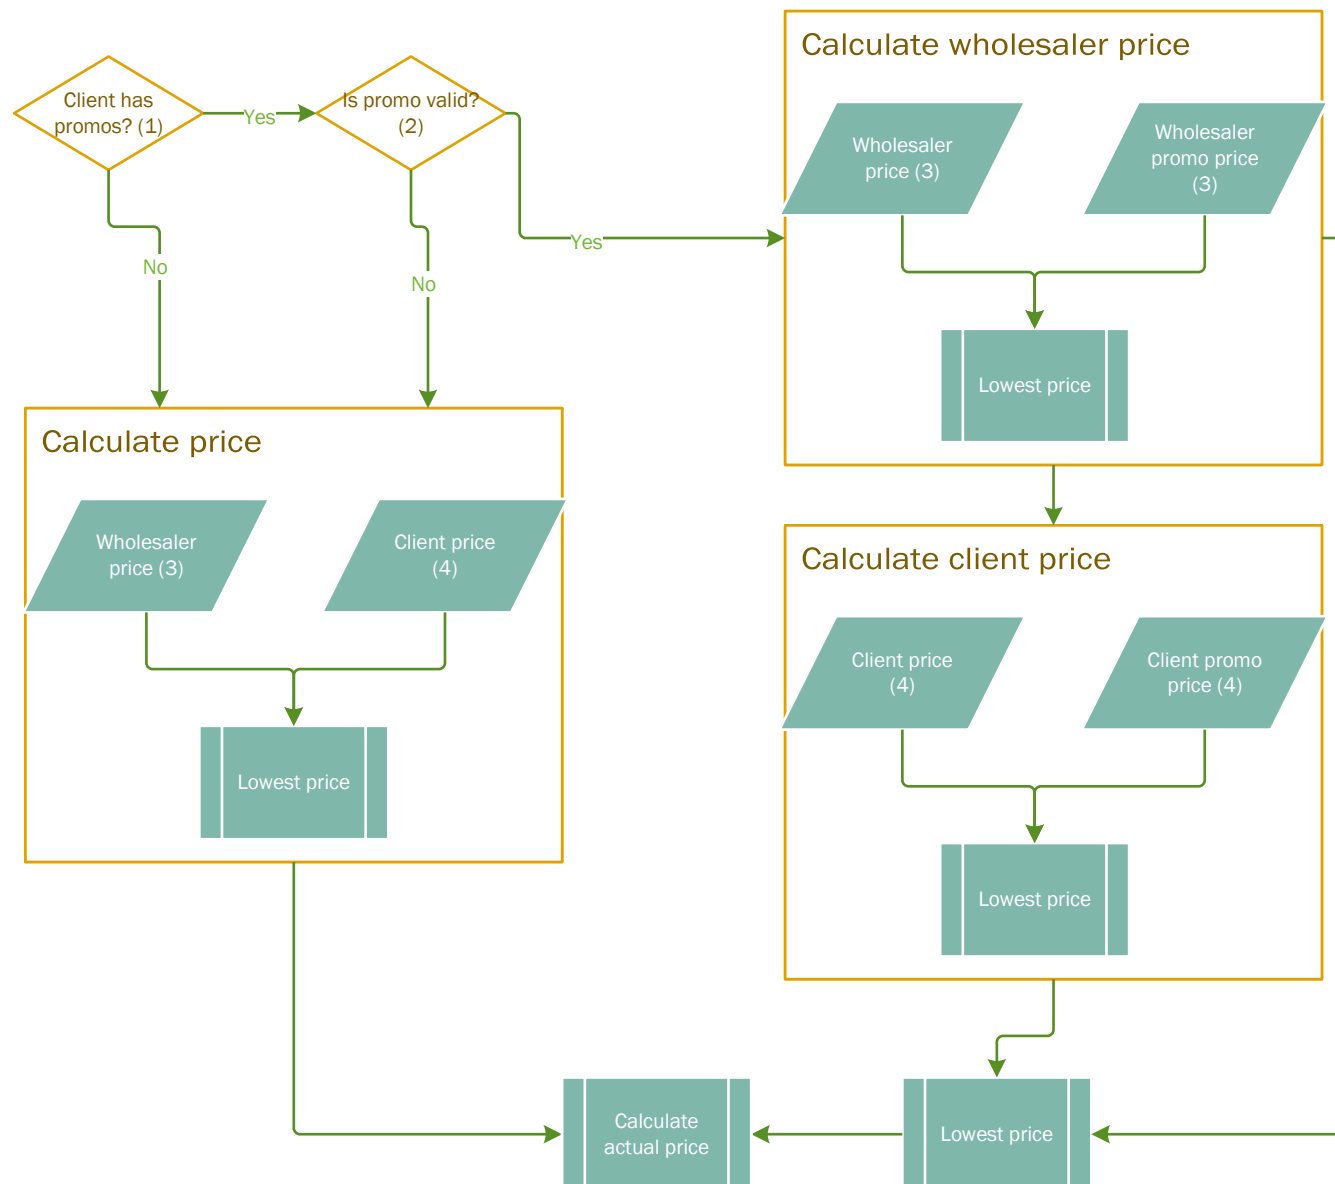 Calculate wholesaler price
Client has
promos? (1)
Yes
Is promo valid?
(2)
Wholesaler
price (3)
Wholesaler
promo price
(3)
Yes
No
No
Lowest price
Calculate price
Wholesaler
price (3)
Client price
(4)
Lowest price
Calculate client price
Client price
(4)
Client promo
price (4)
Lowest price
Calculate
actual price
Lowest price